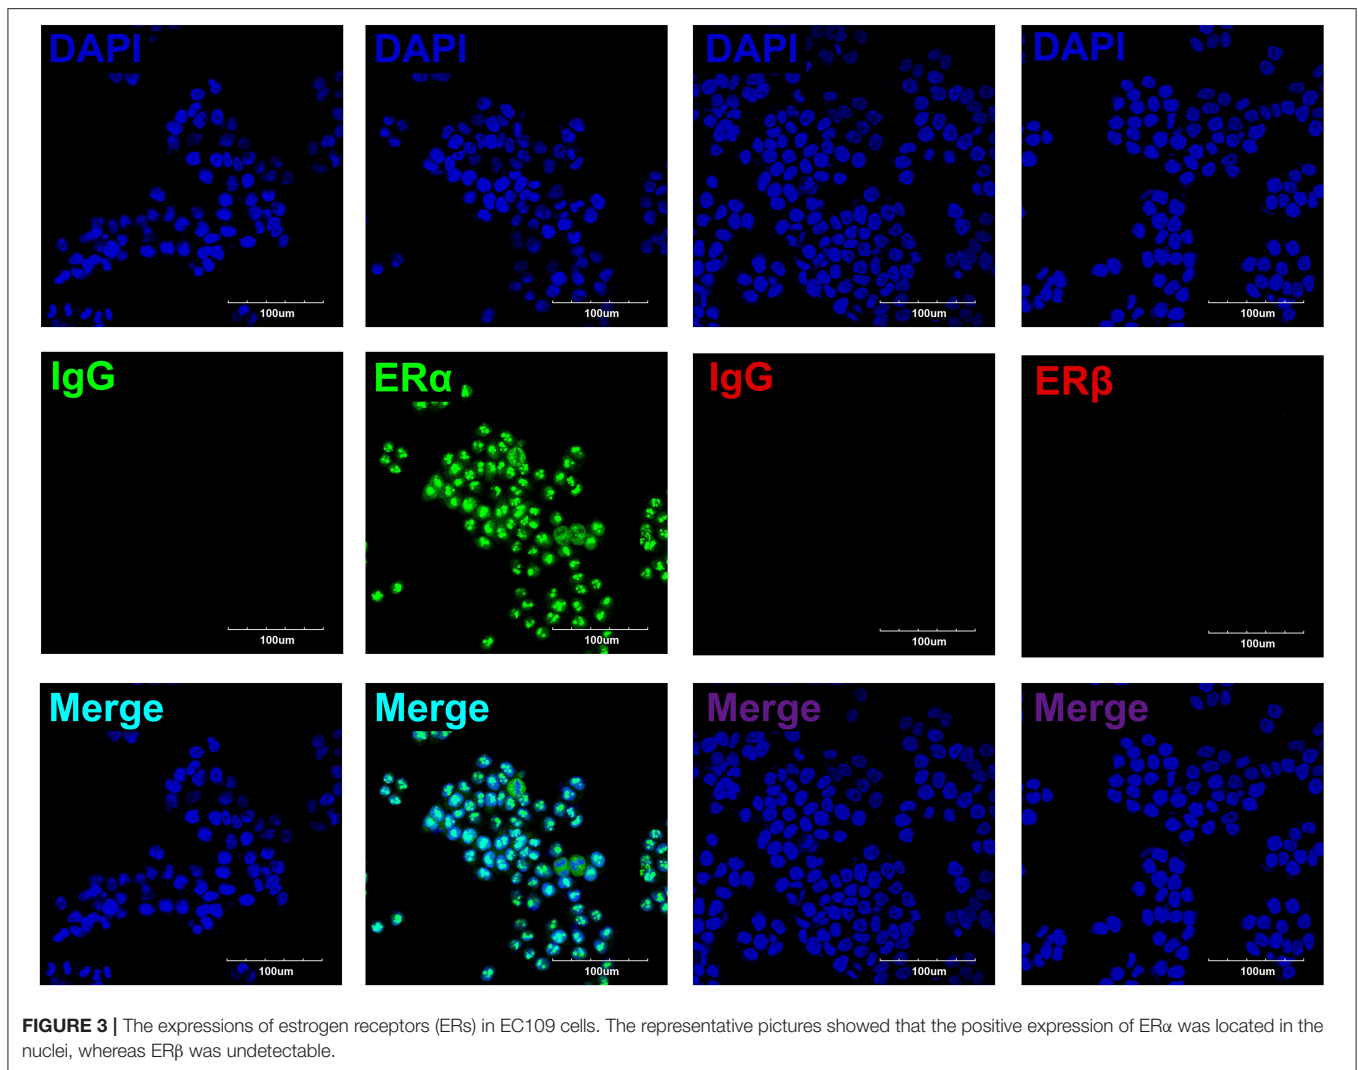 DAPI DAPI DAPI DAPI
100um 100um 100um 100um
IgG ERα IgG ERβ
100um 100um 100um 100um
Merge Merge Merge Merge
100um 100um 100um 100um
FIGURE 3 | The expressions of estrogen receptors (ERs) in EC109 cells. The representative pictures showed that the positive expression of ERα was located in the
nuclei, whereas ERβ was undetectable.